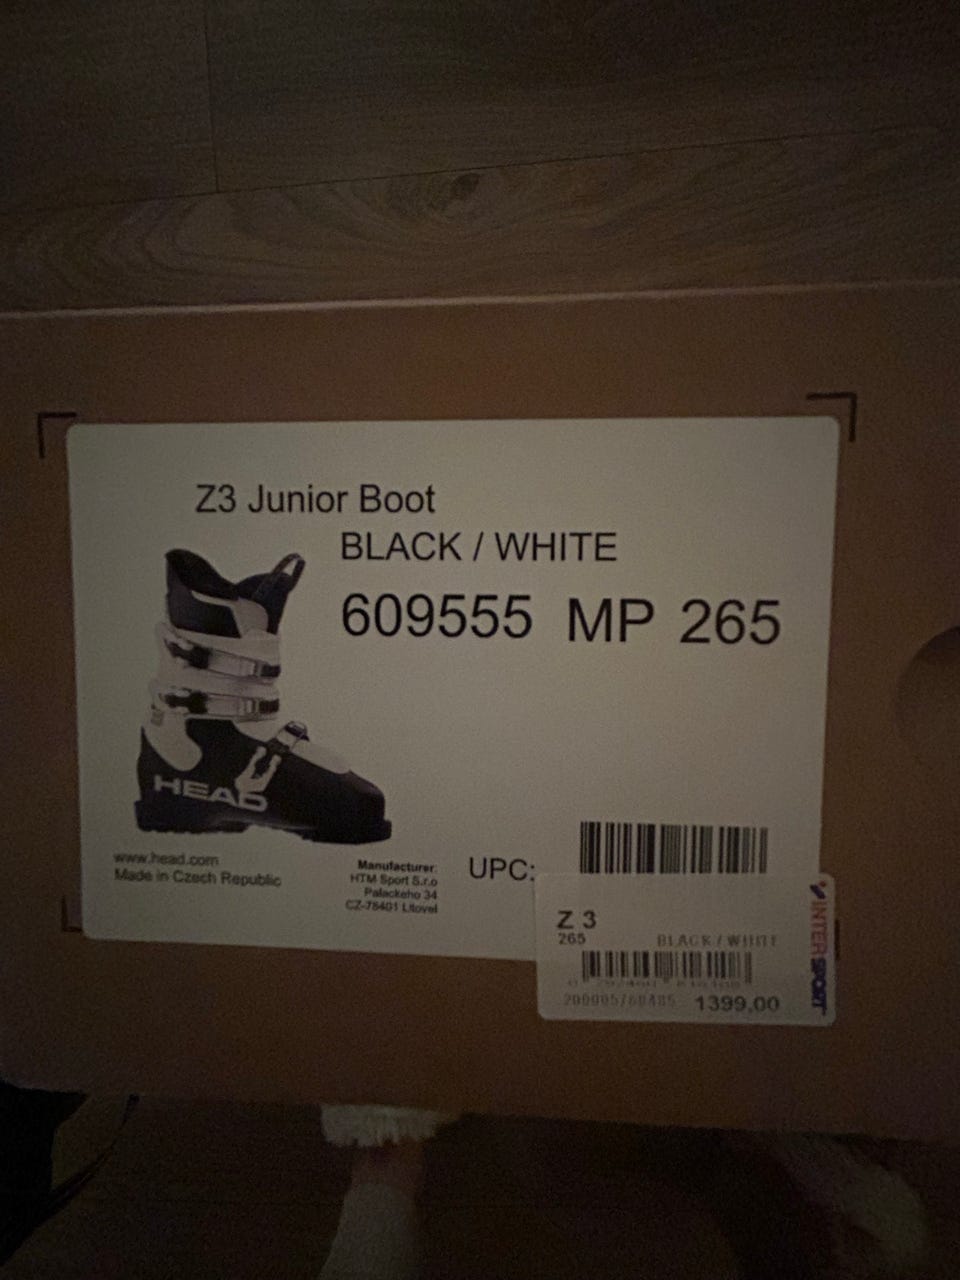 Z3 Junior Boot
BLACK / WHITE
609555 MP 265
HEAD
www.head.com
Made in Czech Republic
Manufacturer:
HTM Sport S.r.o
Palackeho 34
CZ-78401 Litovel
UPC:
Z 3
265 BLACK / WHITE
1399,00
INTERSPORT